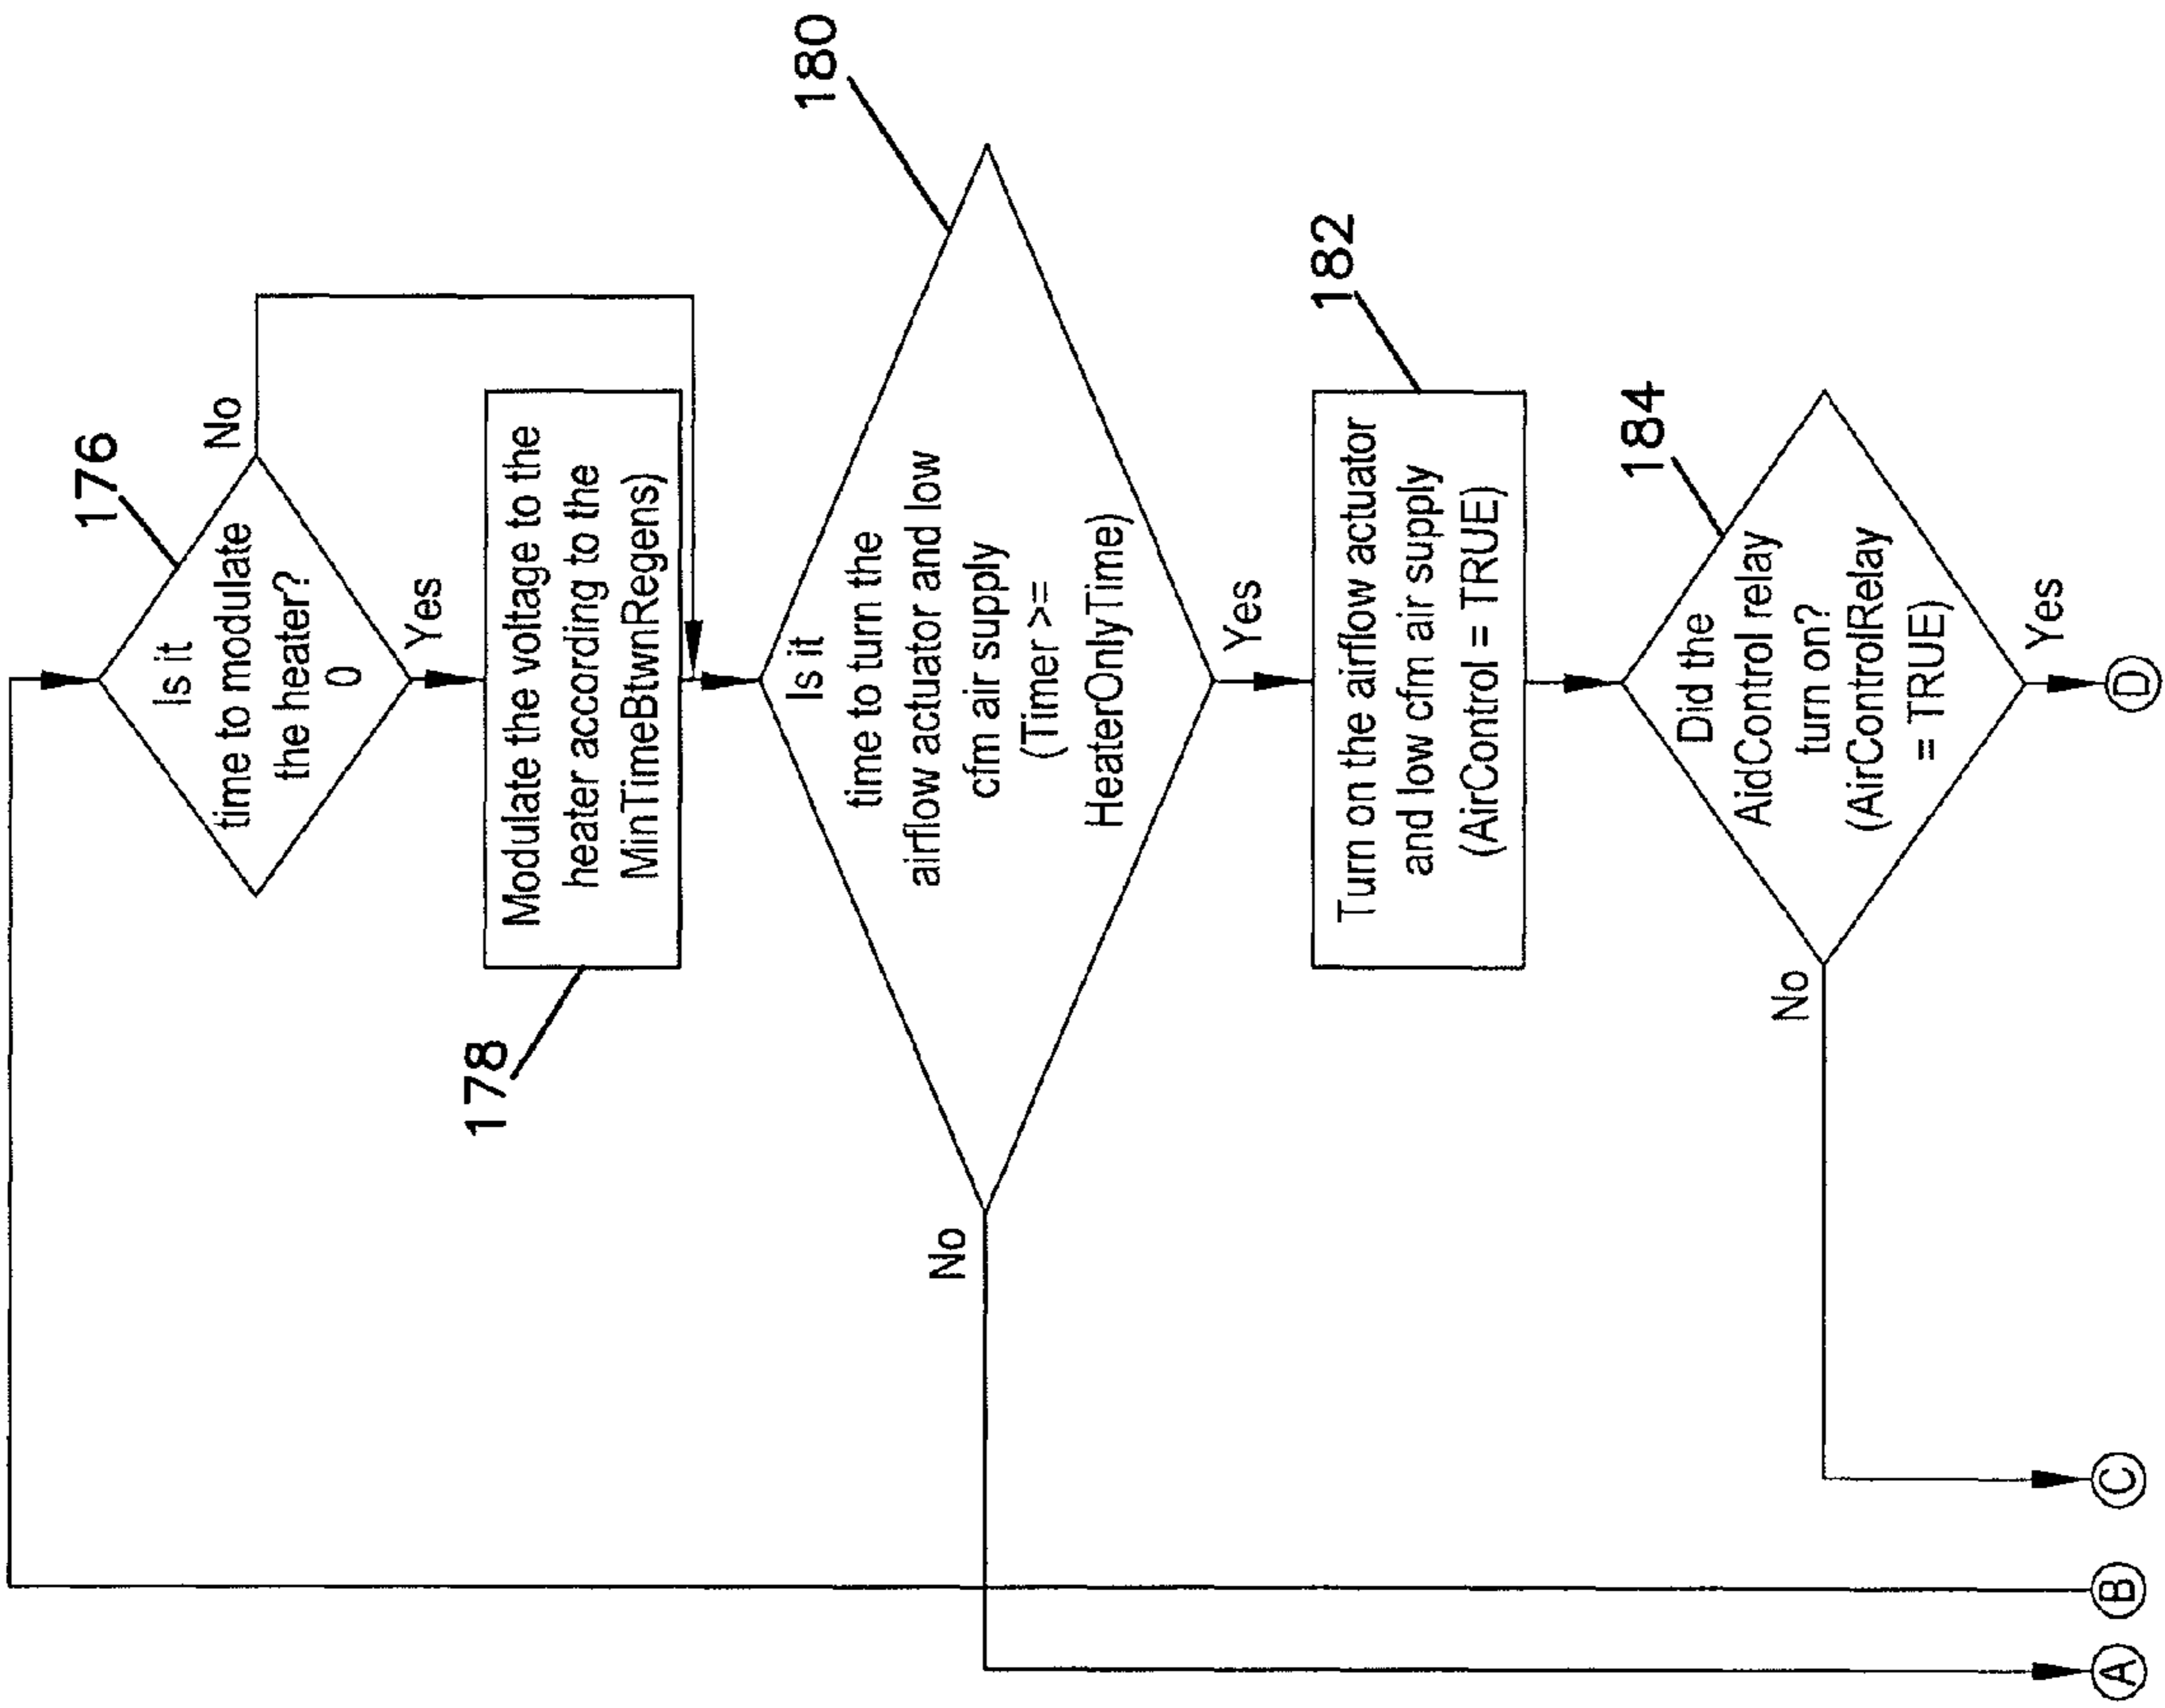 176
Is it
time to modulate
the heater?
0
No
Yes
178
Modulate the voltage to the
heater according to the
MinTimeBtwnRegens)
180
Is it
time to turn the
airflow actuator and low
cfm air supply
(Timer >=
HeaterOnlyTime)
No
Yes
182
Turn on the airflow actuator
and low cfm air supply
(AirControl = TRUE)
184
Did the
AidControl relay
turn on?
(AirControlRelay
= TRUE)
No
Yes
A
B
C
D